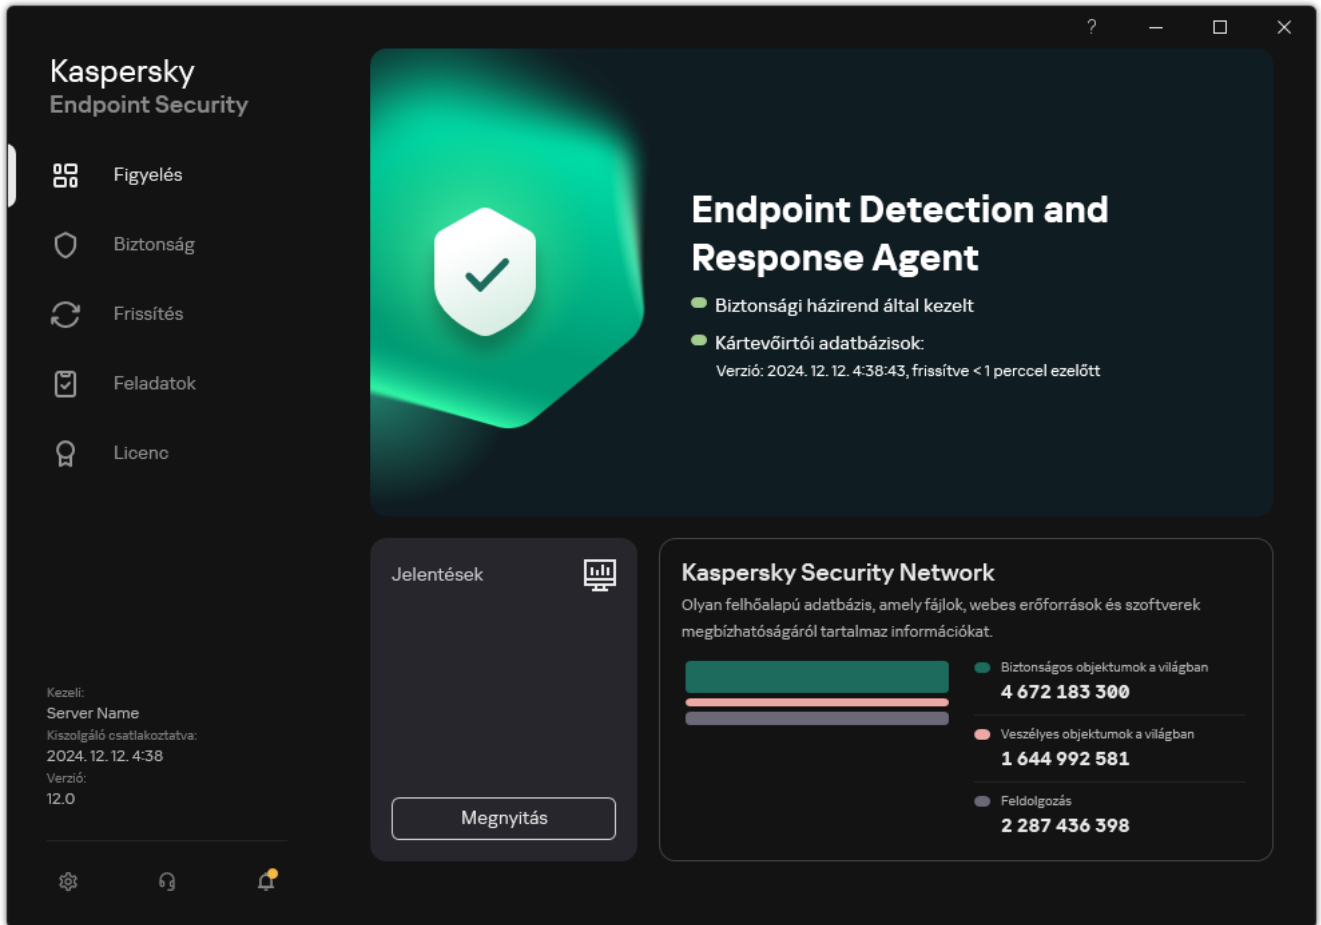 ?
Kaspersky
Endpoint Security
Figyelés
Biztonság
Frissítés
Feladatok
Licenc
Kezeli:
Server Name
Kiszolgáló csatlakoztatva:
2024. 12. 12. 4:38
Verzió:
12.0
Endpoint Detection and
Response Agent
Biztonsági házirend által kezelt
Kártevőirtói adatbázisok:
Verzió: 2024. 12. 12. 4:38:43, frissítve < 1 perccel ezelőtt
Jelentések
Megnyitás
Kaspersky Security Network
Olyan felhőalapú adatbázis, amely fájlok, webes erőforrások és szoftverek
megbízhatóságáról tartalmaz információkat.
Biztonságos objektumok a világban
4 672 183 300
Veszélyes objektumok a világban
1 644 992 581
Feldolgozás
2 287 436 398